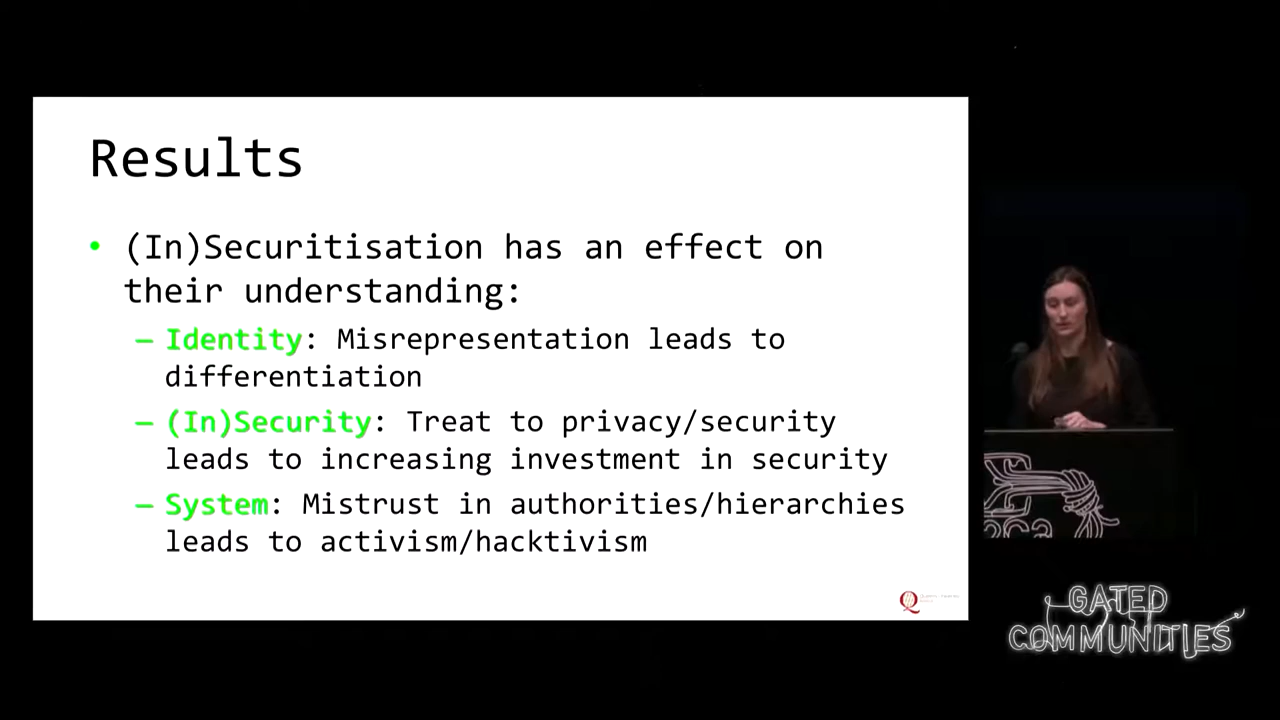 Results
• (In)Securitisation has an effect on
their understanding:
– Identity: Misrepresentation leads to
differentiation
– (In)Security: Treat to privacy/security
leads to increasing investment in security
– System: Mistrust in authorities/hierarchies
leads to activism/hacktivism
GATED
COMMUNITIES